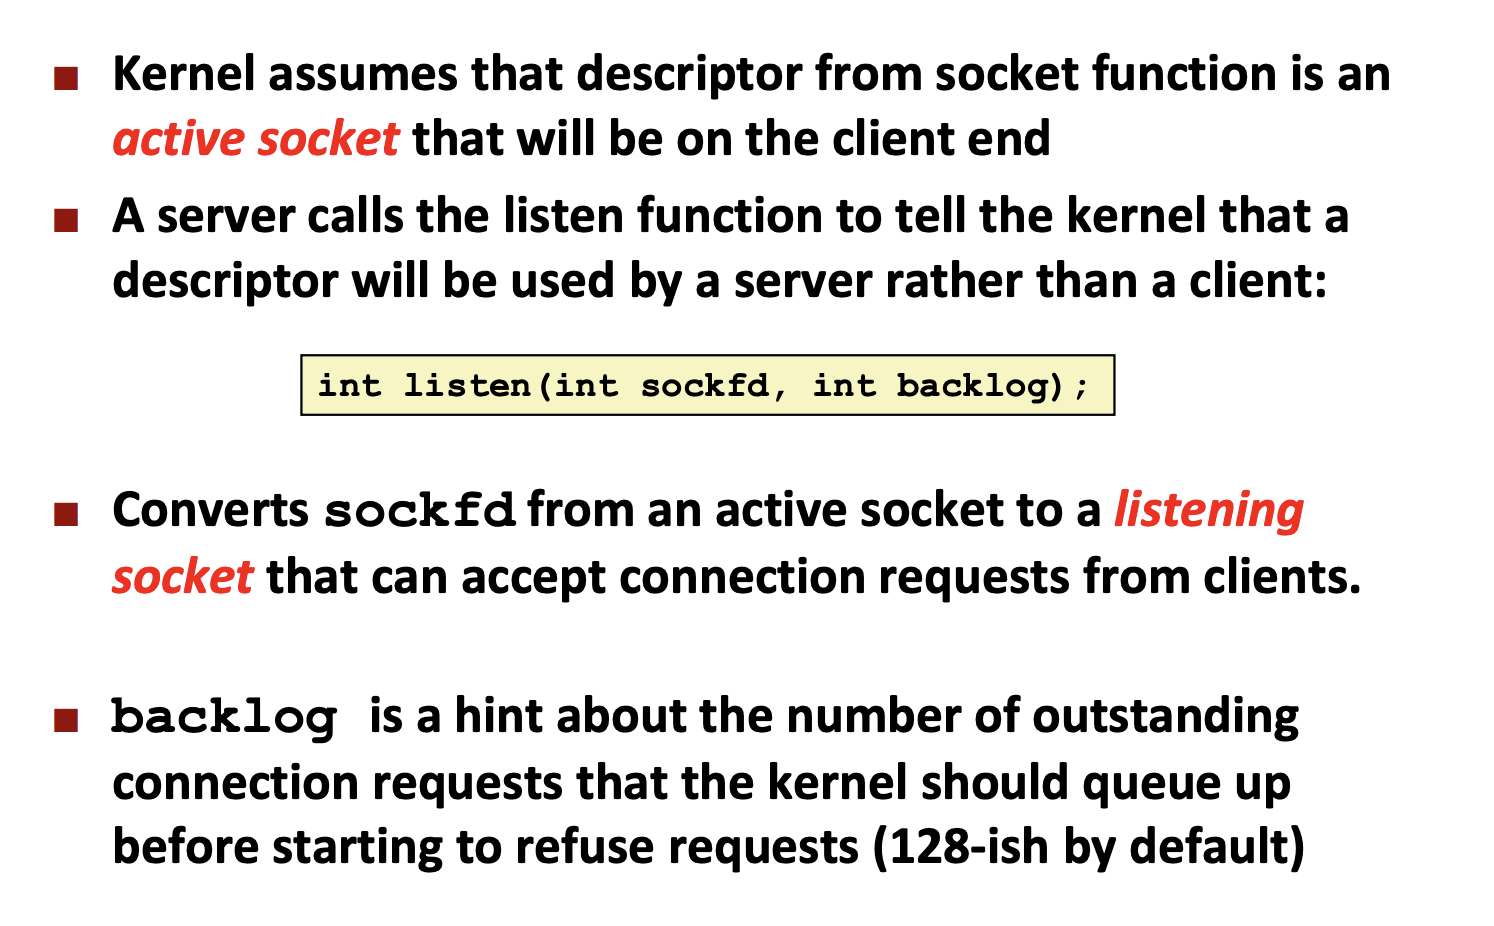 Kernel assumes that descriptor from socket function is an
active socket that will be on the client end
A server calls the listen function to tell the kernel that a
descriptor will be used by a server rather than a client:
int listen(int sockfd, int backlog);
Converts sockfd from an active socket to a listening
socket that can accept connection requests from clients.
backlog is a hint about the number of outstanding
connection requests that the kernel should queue up
before starting to refuse requests (128-ish by default)